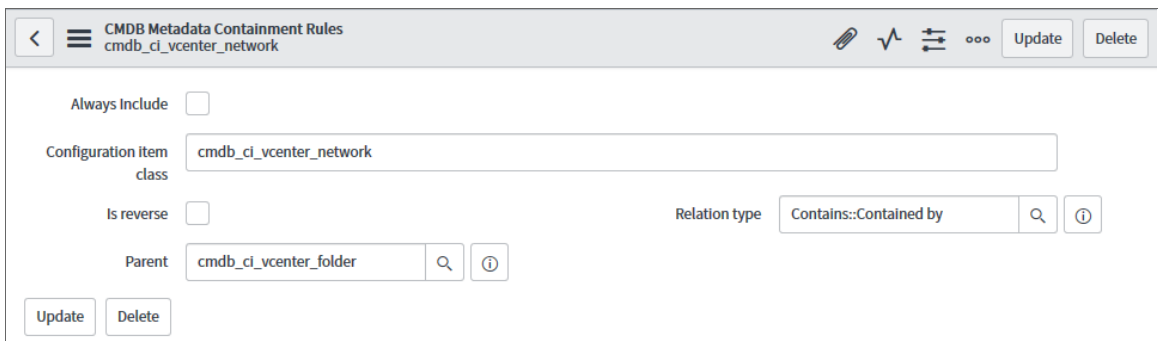 CMDB Metadata Containment Rules
cmdb_ci_vcenter_network
Update
Delete
Always Include
Configuration item
class
cmdb_ci_vcenter_network
Is reverse
Relation type
Contains::Contained by
Parent
cmdb_ci_vcenter_folder
Update
Delete